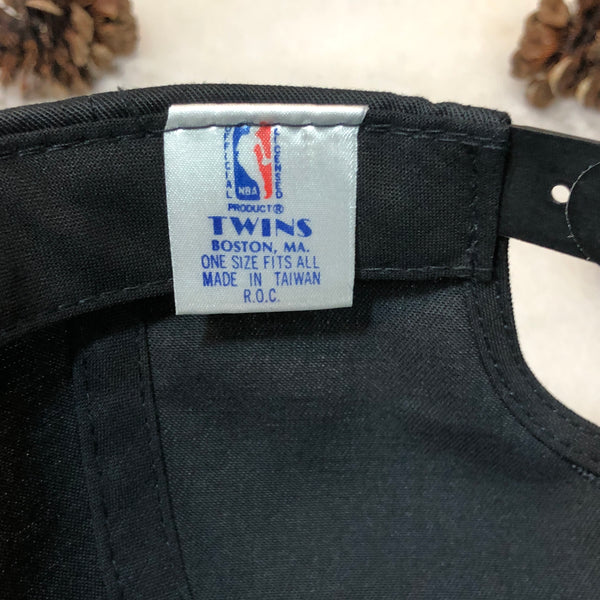 OFFICIAL
LICENSED
NBA
PRODUCT®
TWINS
BOSTON, MA.
ONE SIZE FITS ALL
MADE IN TAIWAN
R.O.C.